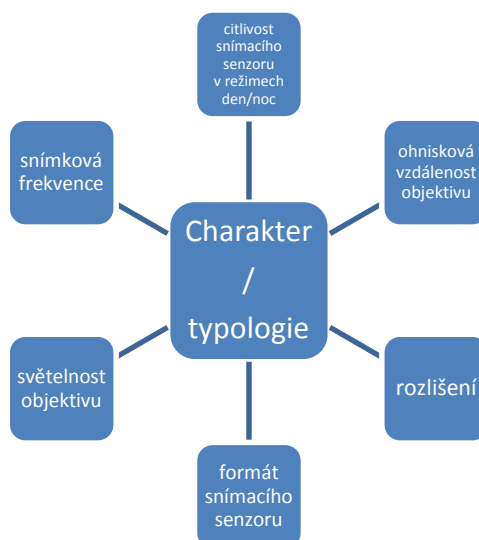 citlivost
snímacího
senzoru
v režimech
den/noc
snímková
frekvence
ohnisková
vzdálenost
objektivu
Charakter
/
typologie
světelnost
objektivu
rozlišení
formát
snímacího
senzoru